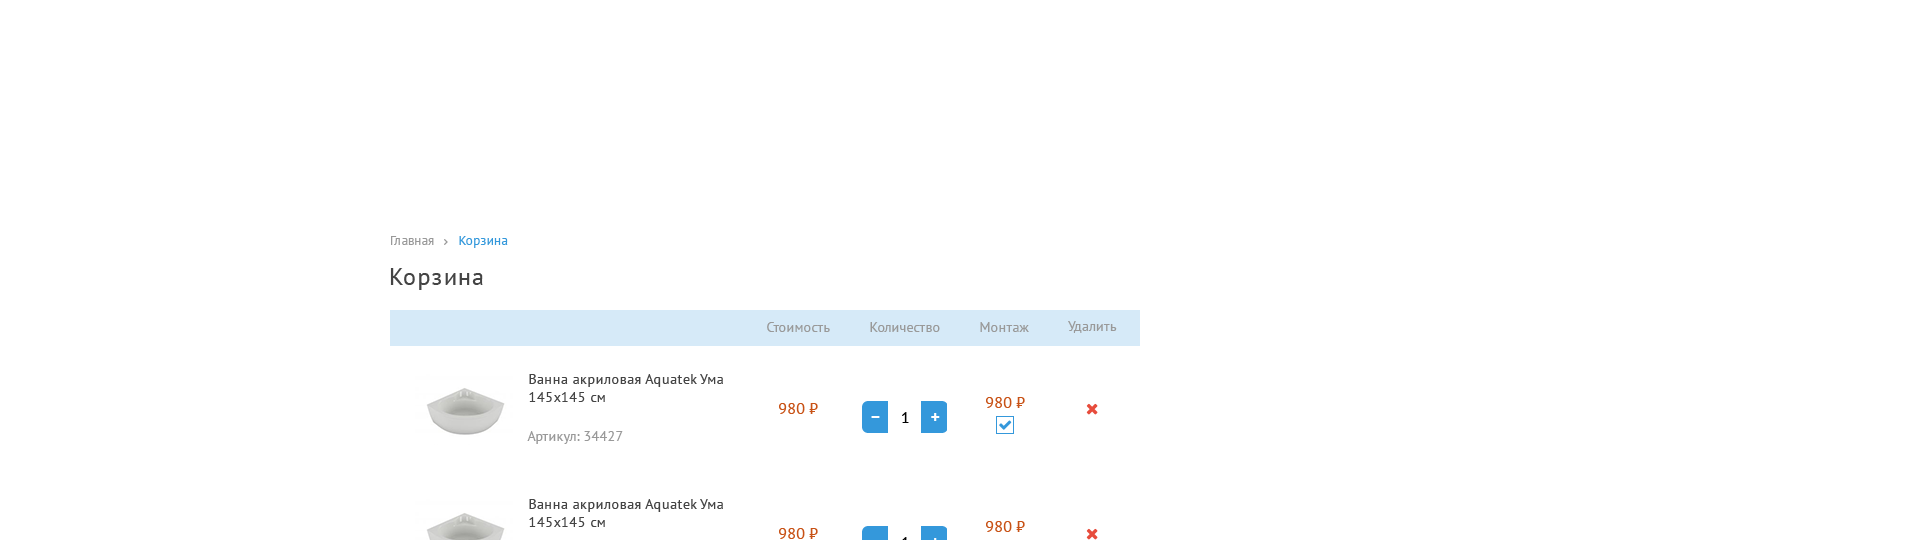 Главная › Корзина
Корзина
Стоимость Количество Монтаж Удалить
Ванна акриловая Aquatek Ума
145x145 см
980 ₽ − 1 + 980 ₽
Артикул: 34427
Ванна акриловая Aquatek Ума
145x145 см
980 ₽ 980 ₽